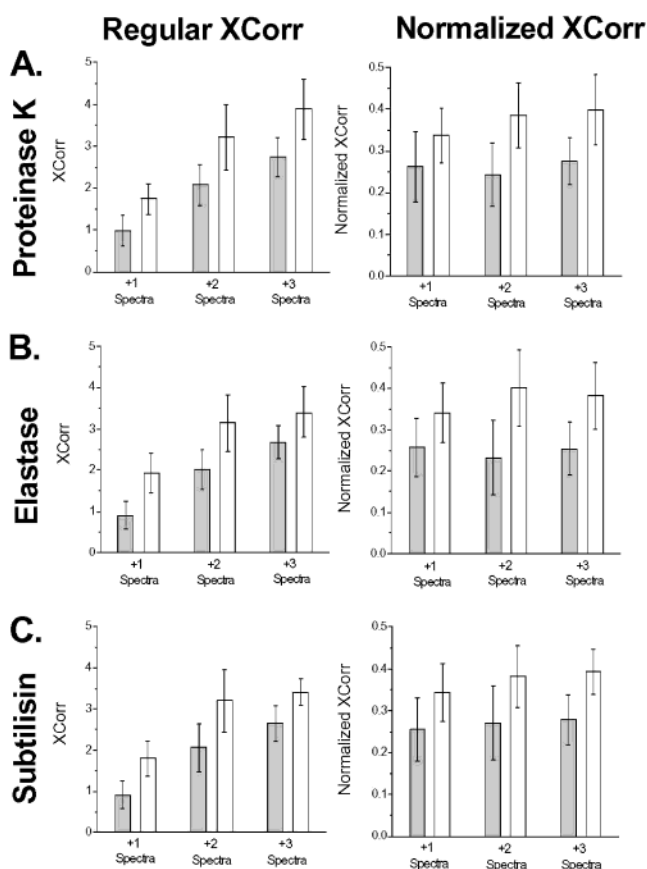 Regular XCorr
Normalized XCorr
A.
Proteinase K
XCorr
5
4
3
2
1
0
+1
Spectra
+2
Spectra
+3
Spectra
Normalized XCorr
0.5
0.4
0.3
0.2
0.1
0.0
+1
Spectra
+2
Spectra
+3
Spectra
B.
Elastase
XCorr
5
4
3
2
1
0
+1
Spectra
+2
Spectra
+3
Spectra
Normalized XCorr
0.5
0.4
0.3
0.2
0.1
0.0
+1
Spectra
+2
Spectra
+3
Spectra
C.
Subtilisin
XCorr
5
4
3
2
1
0
+1
Spectra
+2
Spectra
+3
Spectra
Normalized XCorr
0.5
0.4
0.3
0.2
0.1
0.0
+1
Spectra
+2
Spectra
+3
Spectra